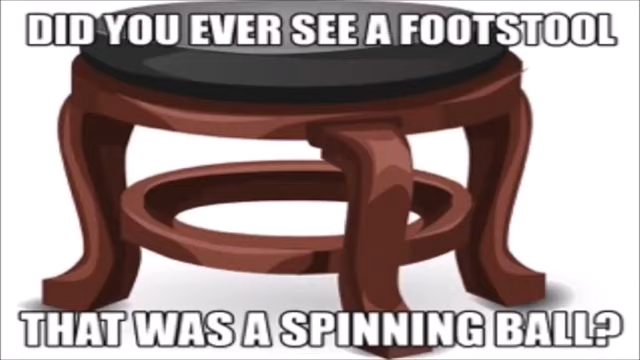 DID YOU EVER SEE A FOOTSTOOL
THAT WAS A SPINNING BALL?